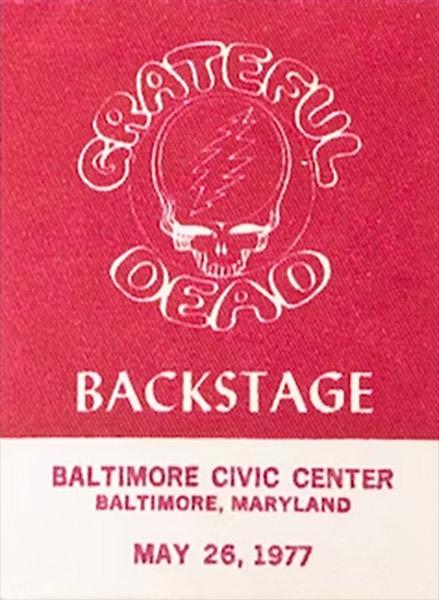 GRATEFUL
DEAD
BACKSTAGE
BALTIMORE CIVIC CENTER
BALTIMORE, MARYLAND
MAY 26, 1977